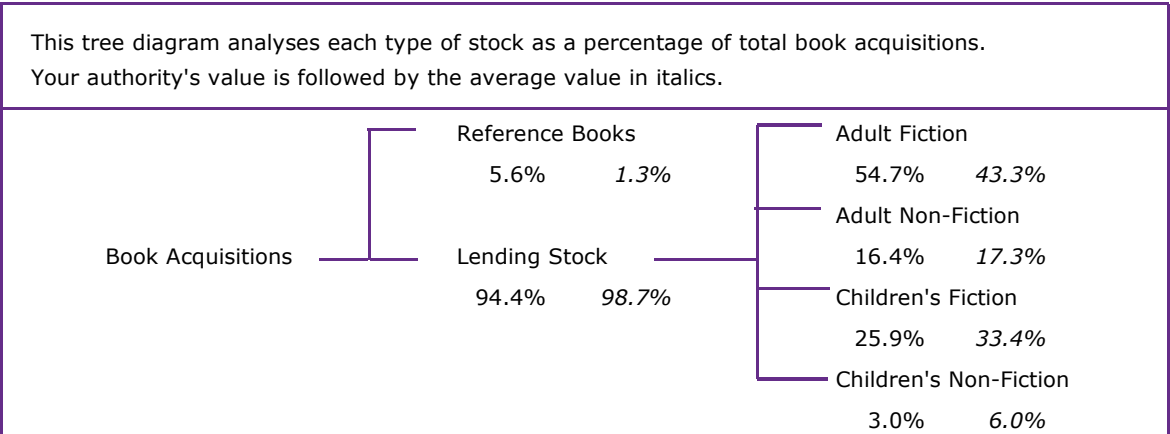 This tree diagram analyses each type of stock as a percentage of total book acquisitions.
Your authority's value is followed by the average value in italics.
Reference Books
5.6% 1.3%
Book Acquisitions
Lending Stock
94.4% 98.7%
Adult Fiction
54.7% 43.3%
Adult Non-Fiction
16.4% 17.3%
Children's Fiction
25.9% 33.4%
Children's Non-Fiction
3.0% 6.0%